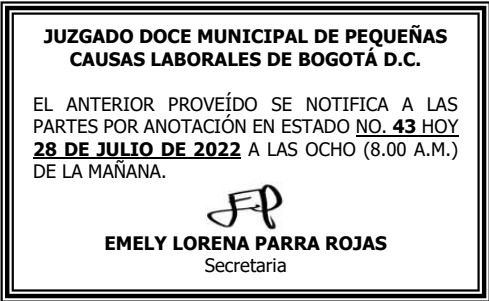 JUZGADO DOCE MUNICIPAL DE PEQUEÑAS
CAUSAS LABORALES DE BOGOTÁ D.C.
EL ANTERIOR PROVEÍDO SE NOTIFICA A LAS
PARTES POR ANOTACIÓN EN ESTADO NO. 43 HOY
28 DE JULIO DE 2022 A LAS OCHO (8.00 A.M.)
DE LA MAÑANA.
EMELY LORENA PARRA ROJAS
Secretaria